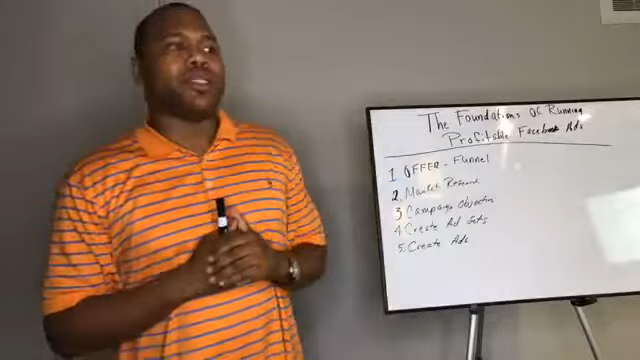 The Foundations Of Running
Profitable Facebook Ads
1 OFFER - Funnel
2. Market Research
3 Campaign Objective
4 Create Ad Sets
5. Create Ads